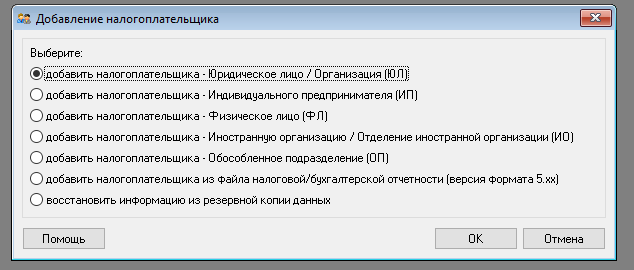 Добавление налогоплательщика
Выберите:
добавить налогоплательщика - Юридическое лицо / Организация (ЮЛ)
добавить налогоплательщика - Индивидуального предпринимателя (ИП)
добавить налогоплательщика - Физическое лицо (ФЛ)
добавить налогоплательщика - Иностранную организацию / Отделение иностранной организации (ИО)
добавить налогоплательщика - Обособленное подразделение (ОП)
добавить налогоплательщика из файла налоговой/бухгалтерской отчетности (версия формата 5.xx)
восстановить информацию из резервной копии данных
Помощь ОК Отмена